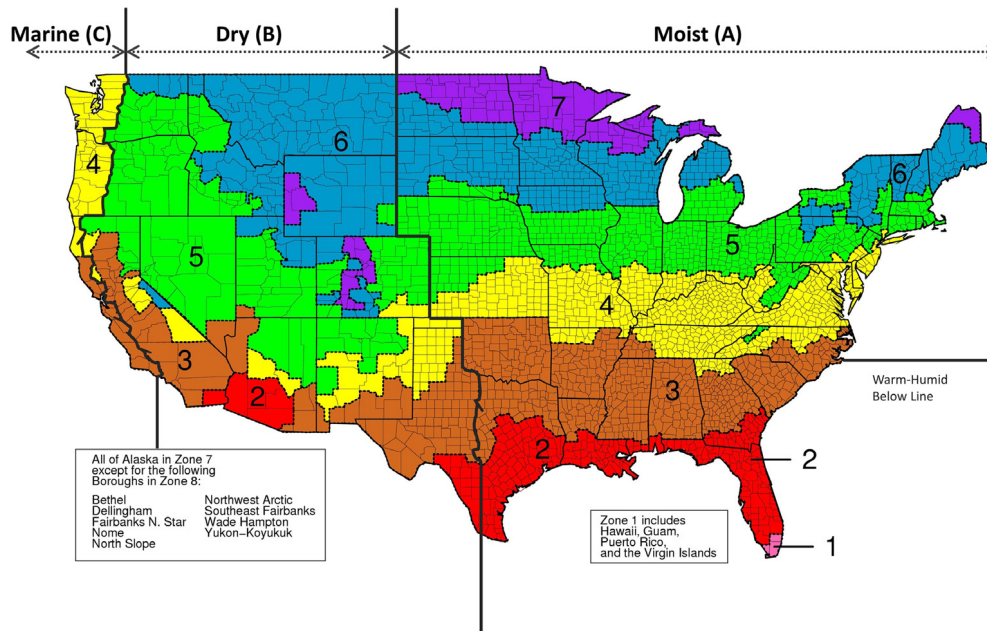 Marine (C)
Dry (B)
Moist (A)
7
6
4
6
5
5
4
3
3
2
2
Warm-Humid
Below Line
2
1
All of Alaska in Zone 7
except for the following
Boroughs in Zone 8:
Bethel
Dellingham
Fairbanks N. Star
Nome
North Slope
Northwest Arctic
Southeast Fairbanks
Wade Hampton
Yukon–Koyukuk
Zone 1 includes
Hawaii, Guam,
Puerto Rico,
and the Virgin Islands